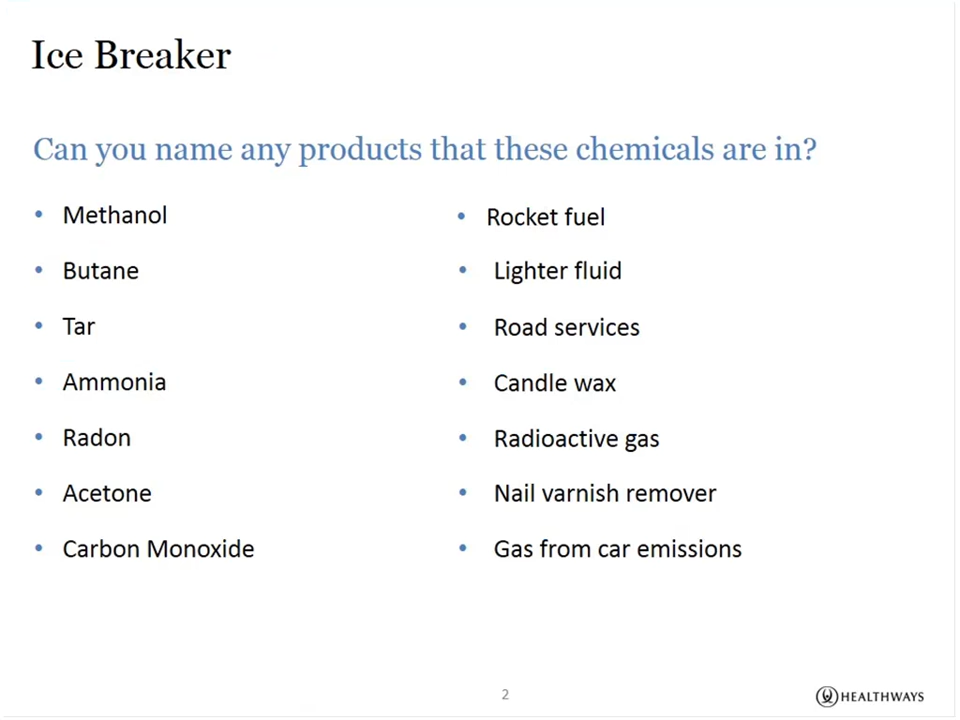 Ice Breaker
Can you name any products that these chemicals are in?
• Methanol
• Butane
• Tar
• Ammonia
• Radon
• Acetone
• Carbon Monoxide
• Rocket fuel
• Lighter fluid
• Road services
• Candle wax
• Radioactive gas
• Nail varnish remover
• Gas from car emissions
2
HEALTHWAYS